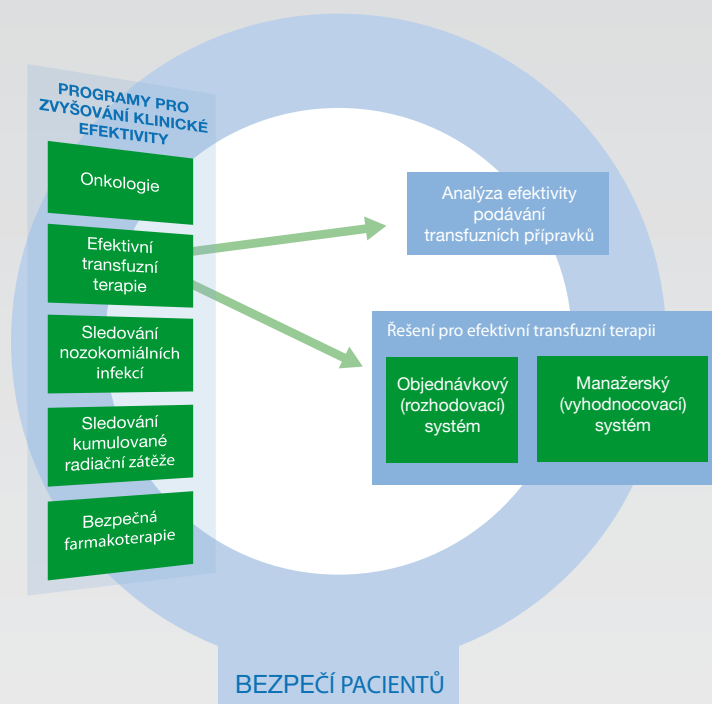 PROGRAMY PRO
ZVYŠOVÁNÍ KLINICKÉ
EFEKTIVITY
Onkologie
Efektivní
transfuzní
terapie
Sledování
nozokomiálních
infekcí
Sledování
kumulované
radiační zátěže
Bezpečná
farmakoterapie
Analýza efektivity
podávání
transfuzních přípravků
Řešení pro efektivní transfuzní terapii
Objednávkový
(rozhodovací)
systém
Manažerský
(vyhodnocovací)
systém
BEZPEČÍ PACIENTŮ